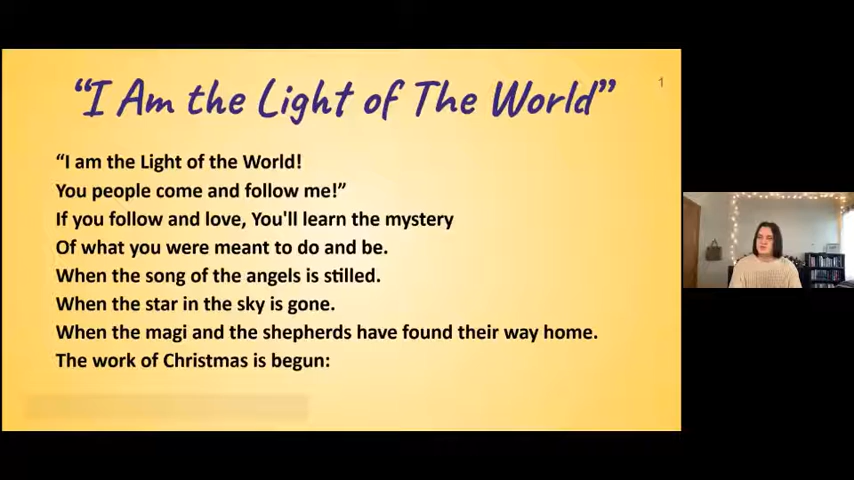 “I Am the Light of The World”
1
“I am the Light of the World!
You people come and follow me!”
If you follow and love, You'll learn the mystery
Of what you were meant to do and be.
When the song of the angels is stilled.
When the star in the sky is gone.
When the magi and the shepherds have found their way home.
The work of Christmas is begun: